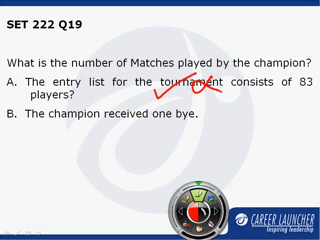 SET 222 Q19
What is the number of Matches played by the champion?
A. The entry list for the tournament consists of 83
players?
B. The champion received one bye.
CAREER LAUNCHER
Inspiring leadership